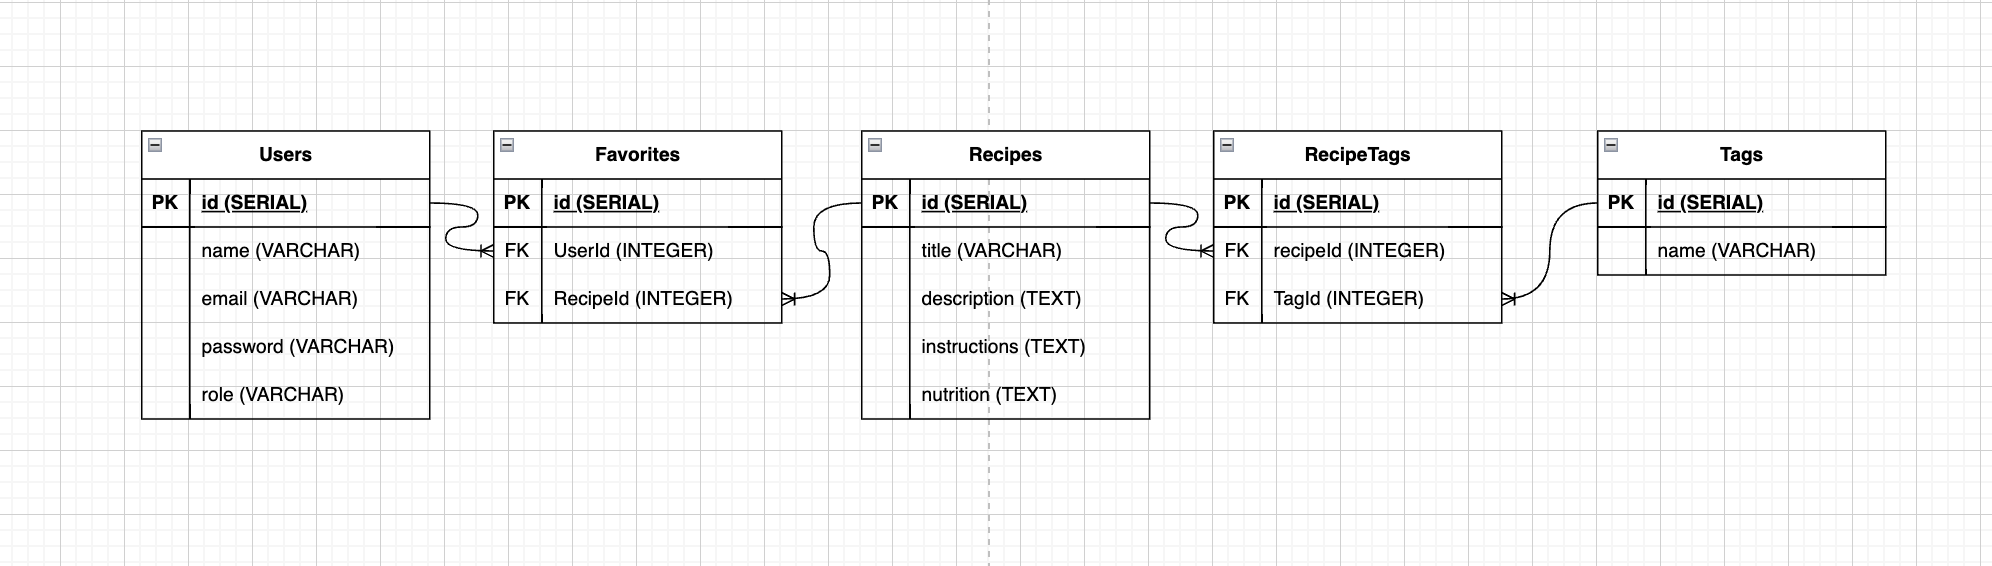 Users
PK id (SERIAL)
name (VARCHAR)
email (VARCHAR)
password (VARCHAR)
role (VARCHAR)
Favorites
PK id (SERIAL)
FK UserId (INTEGER)
FK RecipeId (INTEGER)
Recipes
PK id (SERIAL)
title (VARCHAR)
description (TEXT)
instructions (TEXT)
nutrition (TEXT)
RecipeTags
PK id (SERIAL)
FK recipeId (INTEGER)
FK TagId (INTEGER)
Tags
PK id (SERIAL)
name (VARCHAR)